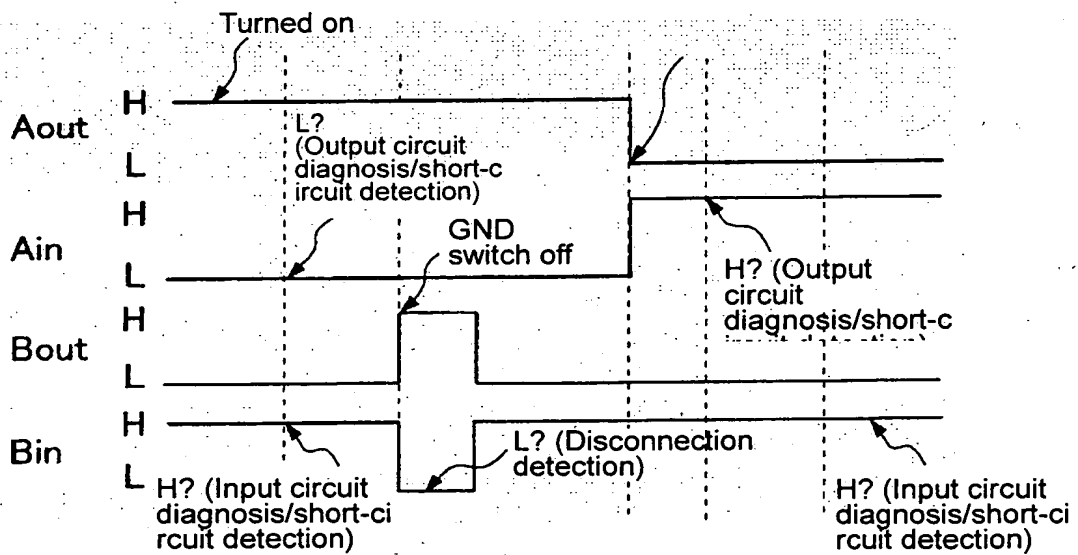 Turned on
H
Aout
L
L?
(Output circuit
diagnosis/short-c
ircuit detection)
H
Ain
L
GND
switch off
H? (Output
circuit
diagnosis/short-c
H
Bout
L
H
Bin
L
L? (Disconnection
detection)
H? (Input circuit
diagnosis/short-ci
rcuit detection)
H? (Input circuit
diagnosis/short-ci
rcuit detection)